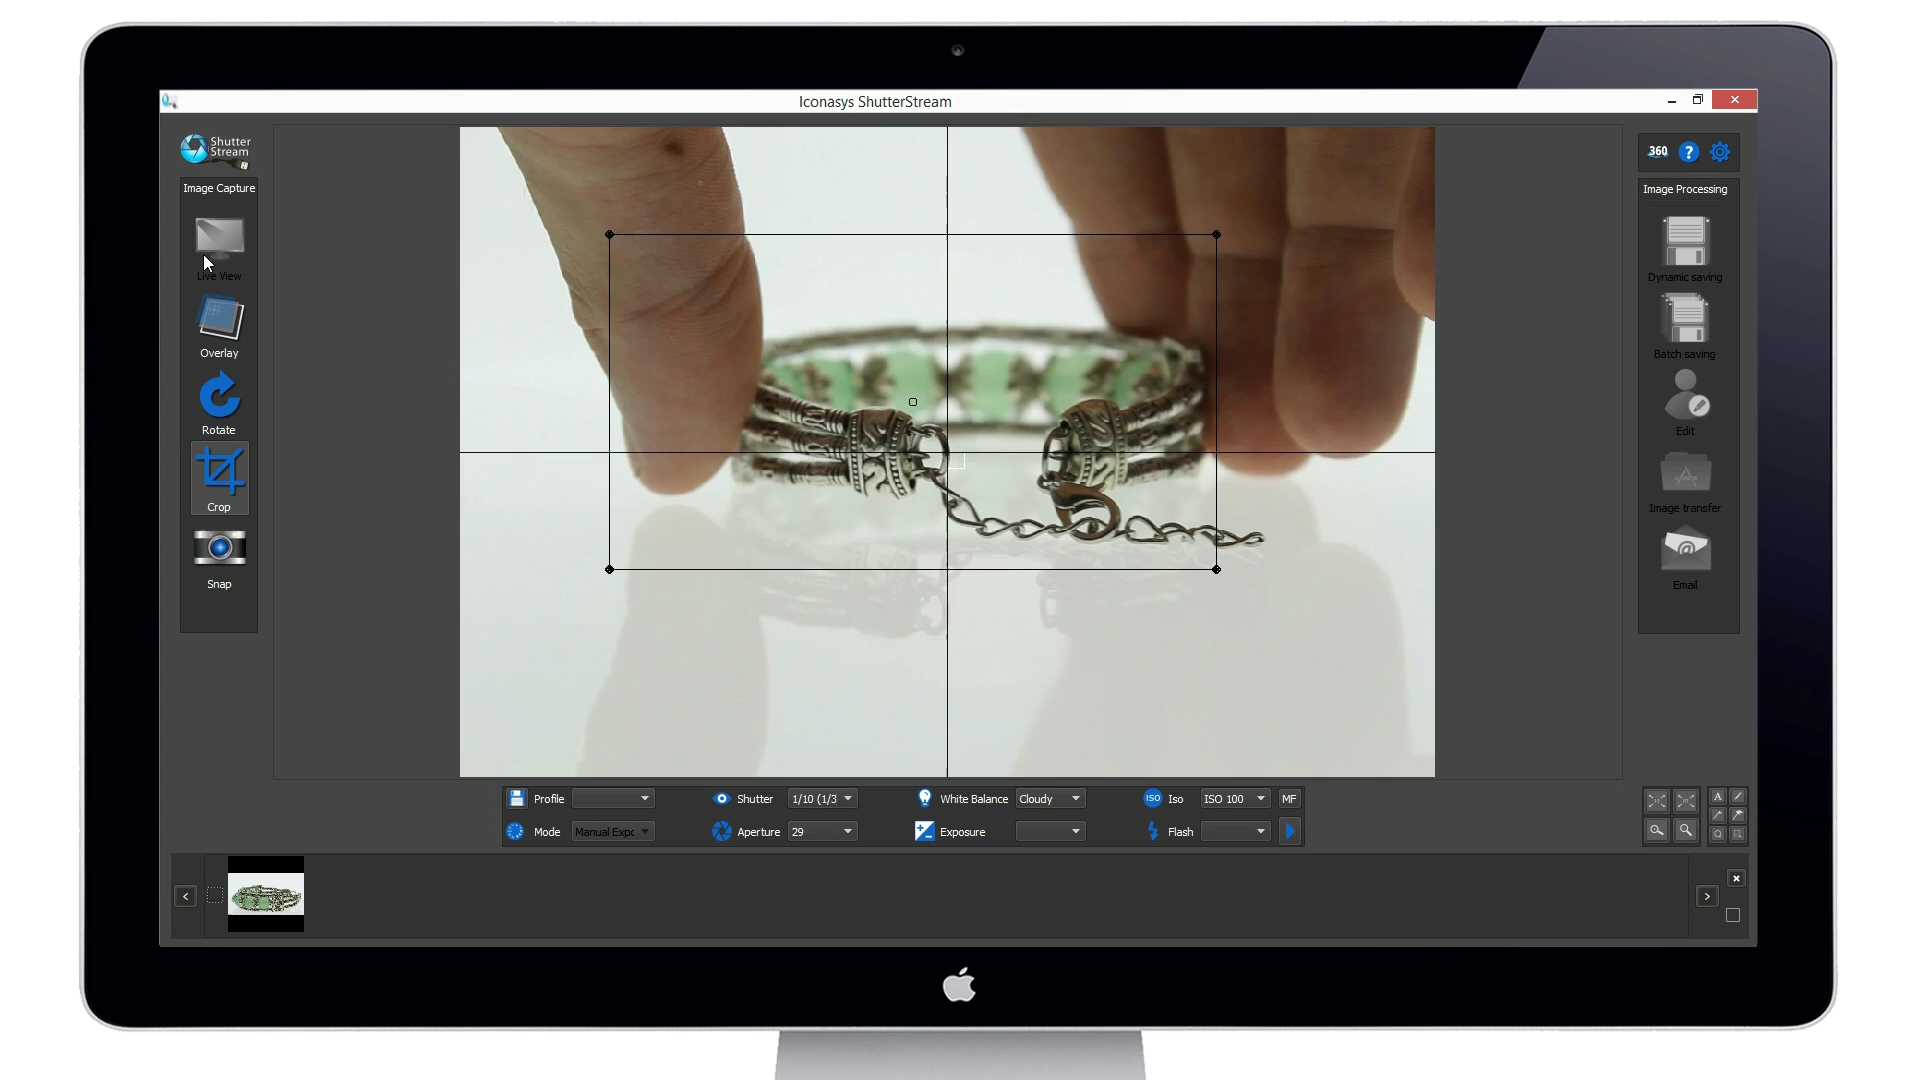 Iconasys ShutterStream
Shutter
Stream
Image Capture
Live View
Overlay
Rotate
Crop
Snap
360
?
Image Processing
Dynamic saving
Batch saving
Edit
Image transfer
Email
Profile
Shutter 1/10 (1/3
White Balance Cloudy
ISO Iso ISO 100 MF
Mode Manual Expo
Aperture 29
Exposure
Flash
A